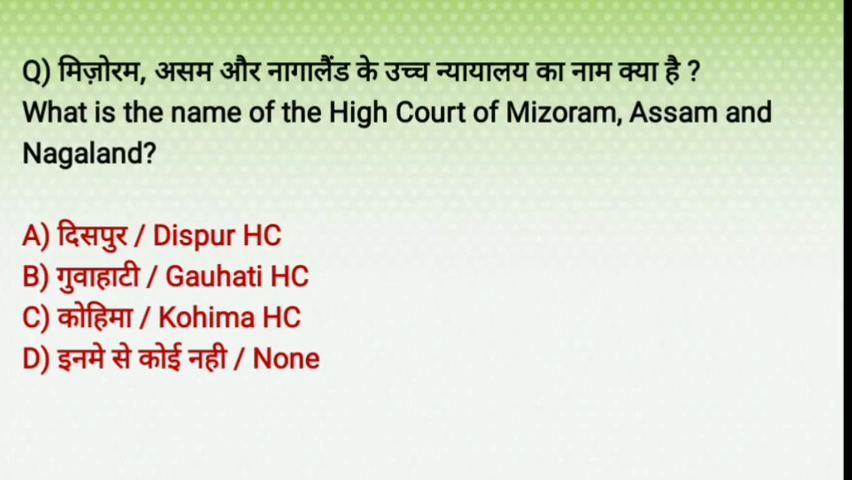 Q) मिज़ोरम, असम और नागालैंड के उच्च न्यायालय का नाम क्या है ?
What is the name of the High Court of Mizoram, Assam and
Nagaland?
A) दिसपुर / Dispur HC
B) गुवाहाटी / Gauhati HC
C) कोहिमा / Kohima HC
D) इनमे से कोई नही / None